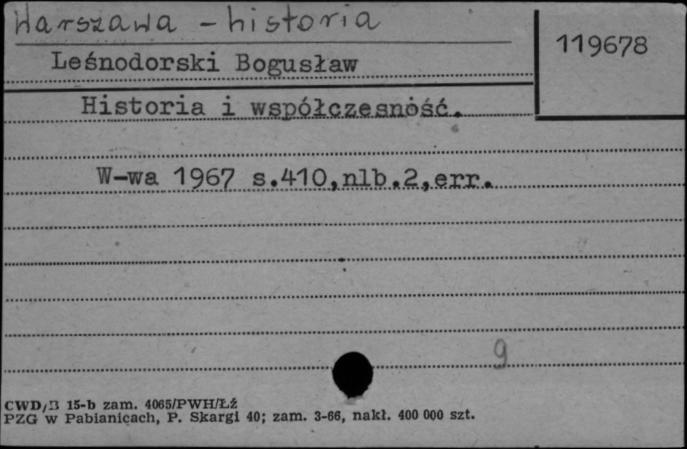 Warszawa - historia
119678
Leśnodorski Bogusław
Historia i współczesność.
W-wa 1967 s.410,nlb.2,err.
9
CWD/B 15-b zam. 4065/PWH/Łź
PZG w Pabianicach, P. Skargi 40; zam. 3-66, nakł. 400 000 szt.